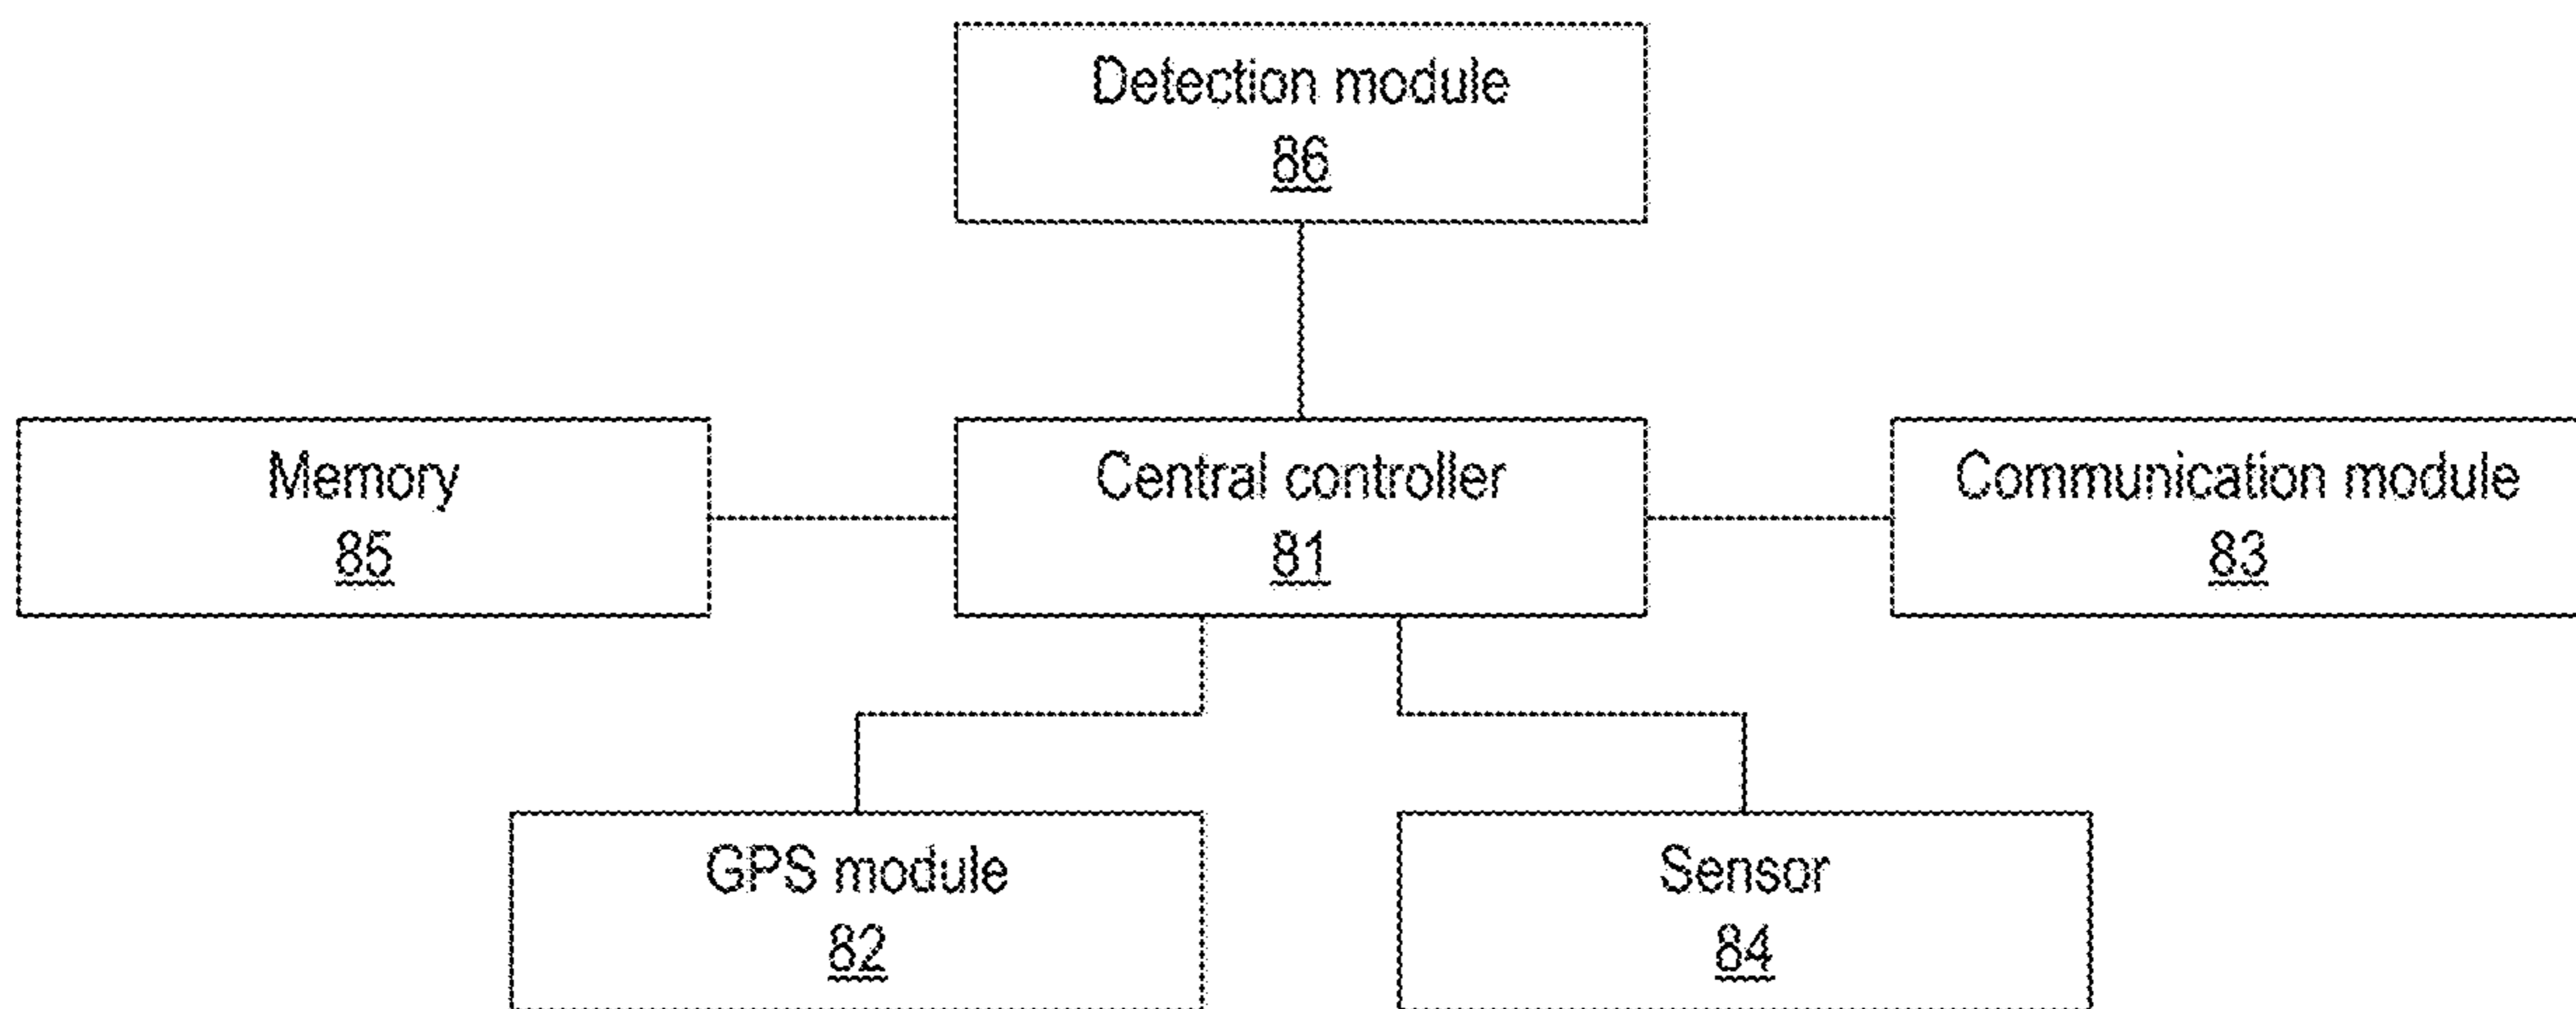 Detection module
86
Memory
85
Central controller
81
Communication module
83
GPS module
82
Sensor
84